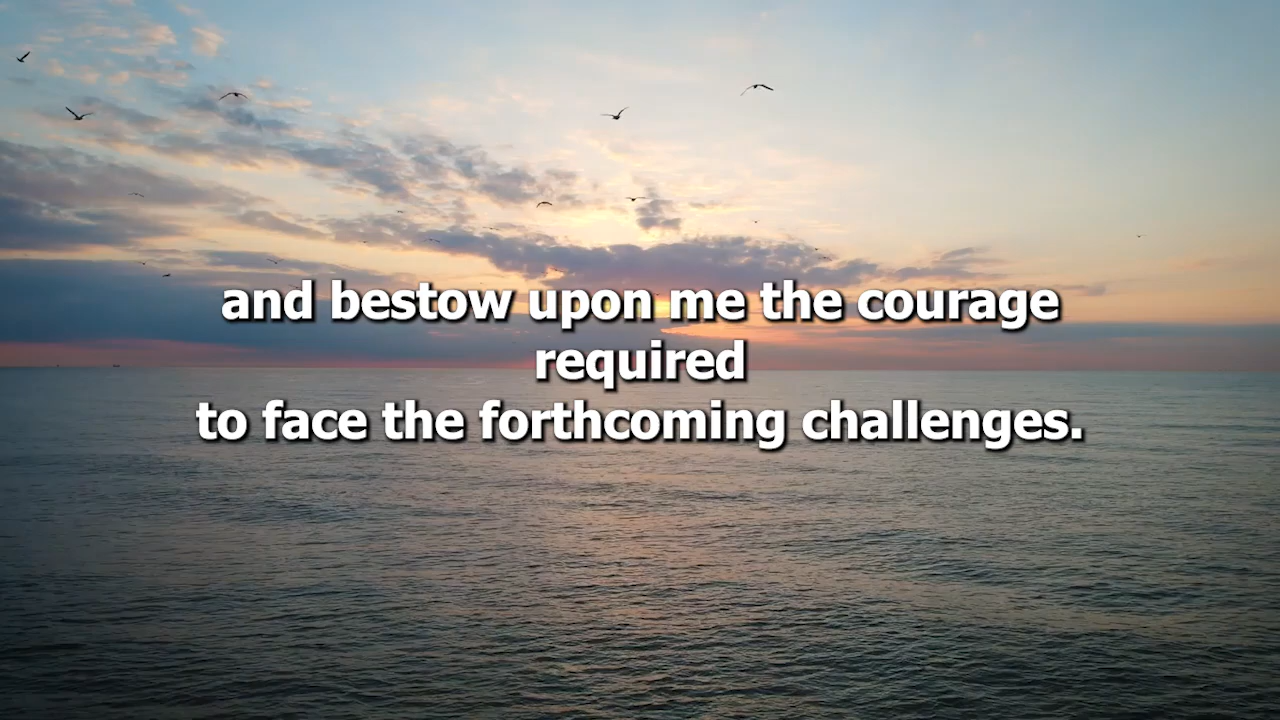 and bestow upon me the courage
required
to face the forthcoming challenges.